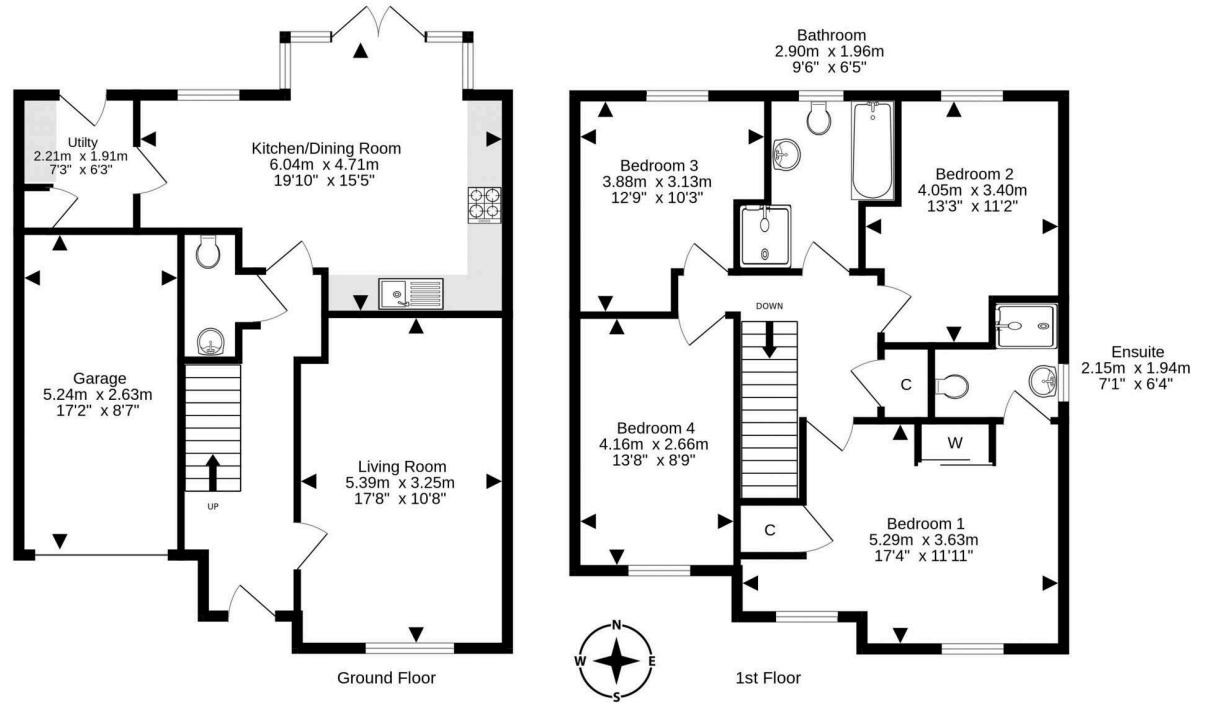 Utilty
2.21m x 1.91m
7'3" x 6'3"
Kitchen/Dining Room
6.04m x 4.71m
19'10" x 15'5"
Garage
5.24m x 2.63m
17'2" x 8'7"
UP
Living Room
5.39m x 3.25m
17'8" x 10'8"
Ground Floor
Bathroom
2.90m x 1.96m
9'6" x 6'5"
Bedroom 3
3.88m x 3.13m
12'9" x 10'3"
Bedroom 2
4.05m x 3.40m
13'3" x 11'2"
DOWN
Ensuite
2.15m x 1.94m
7'1" x 6'4"
C
Bedroom 4
4.16m x 2.66m
13'8" x 8'9"
W
C
Bedroom 1
5.29m x 3.63m
17'4" x 11'11"
N
W
E
S
1st Floor